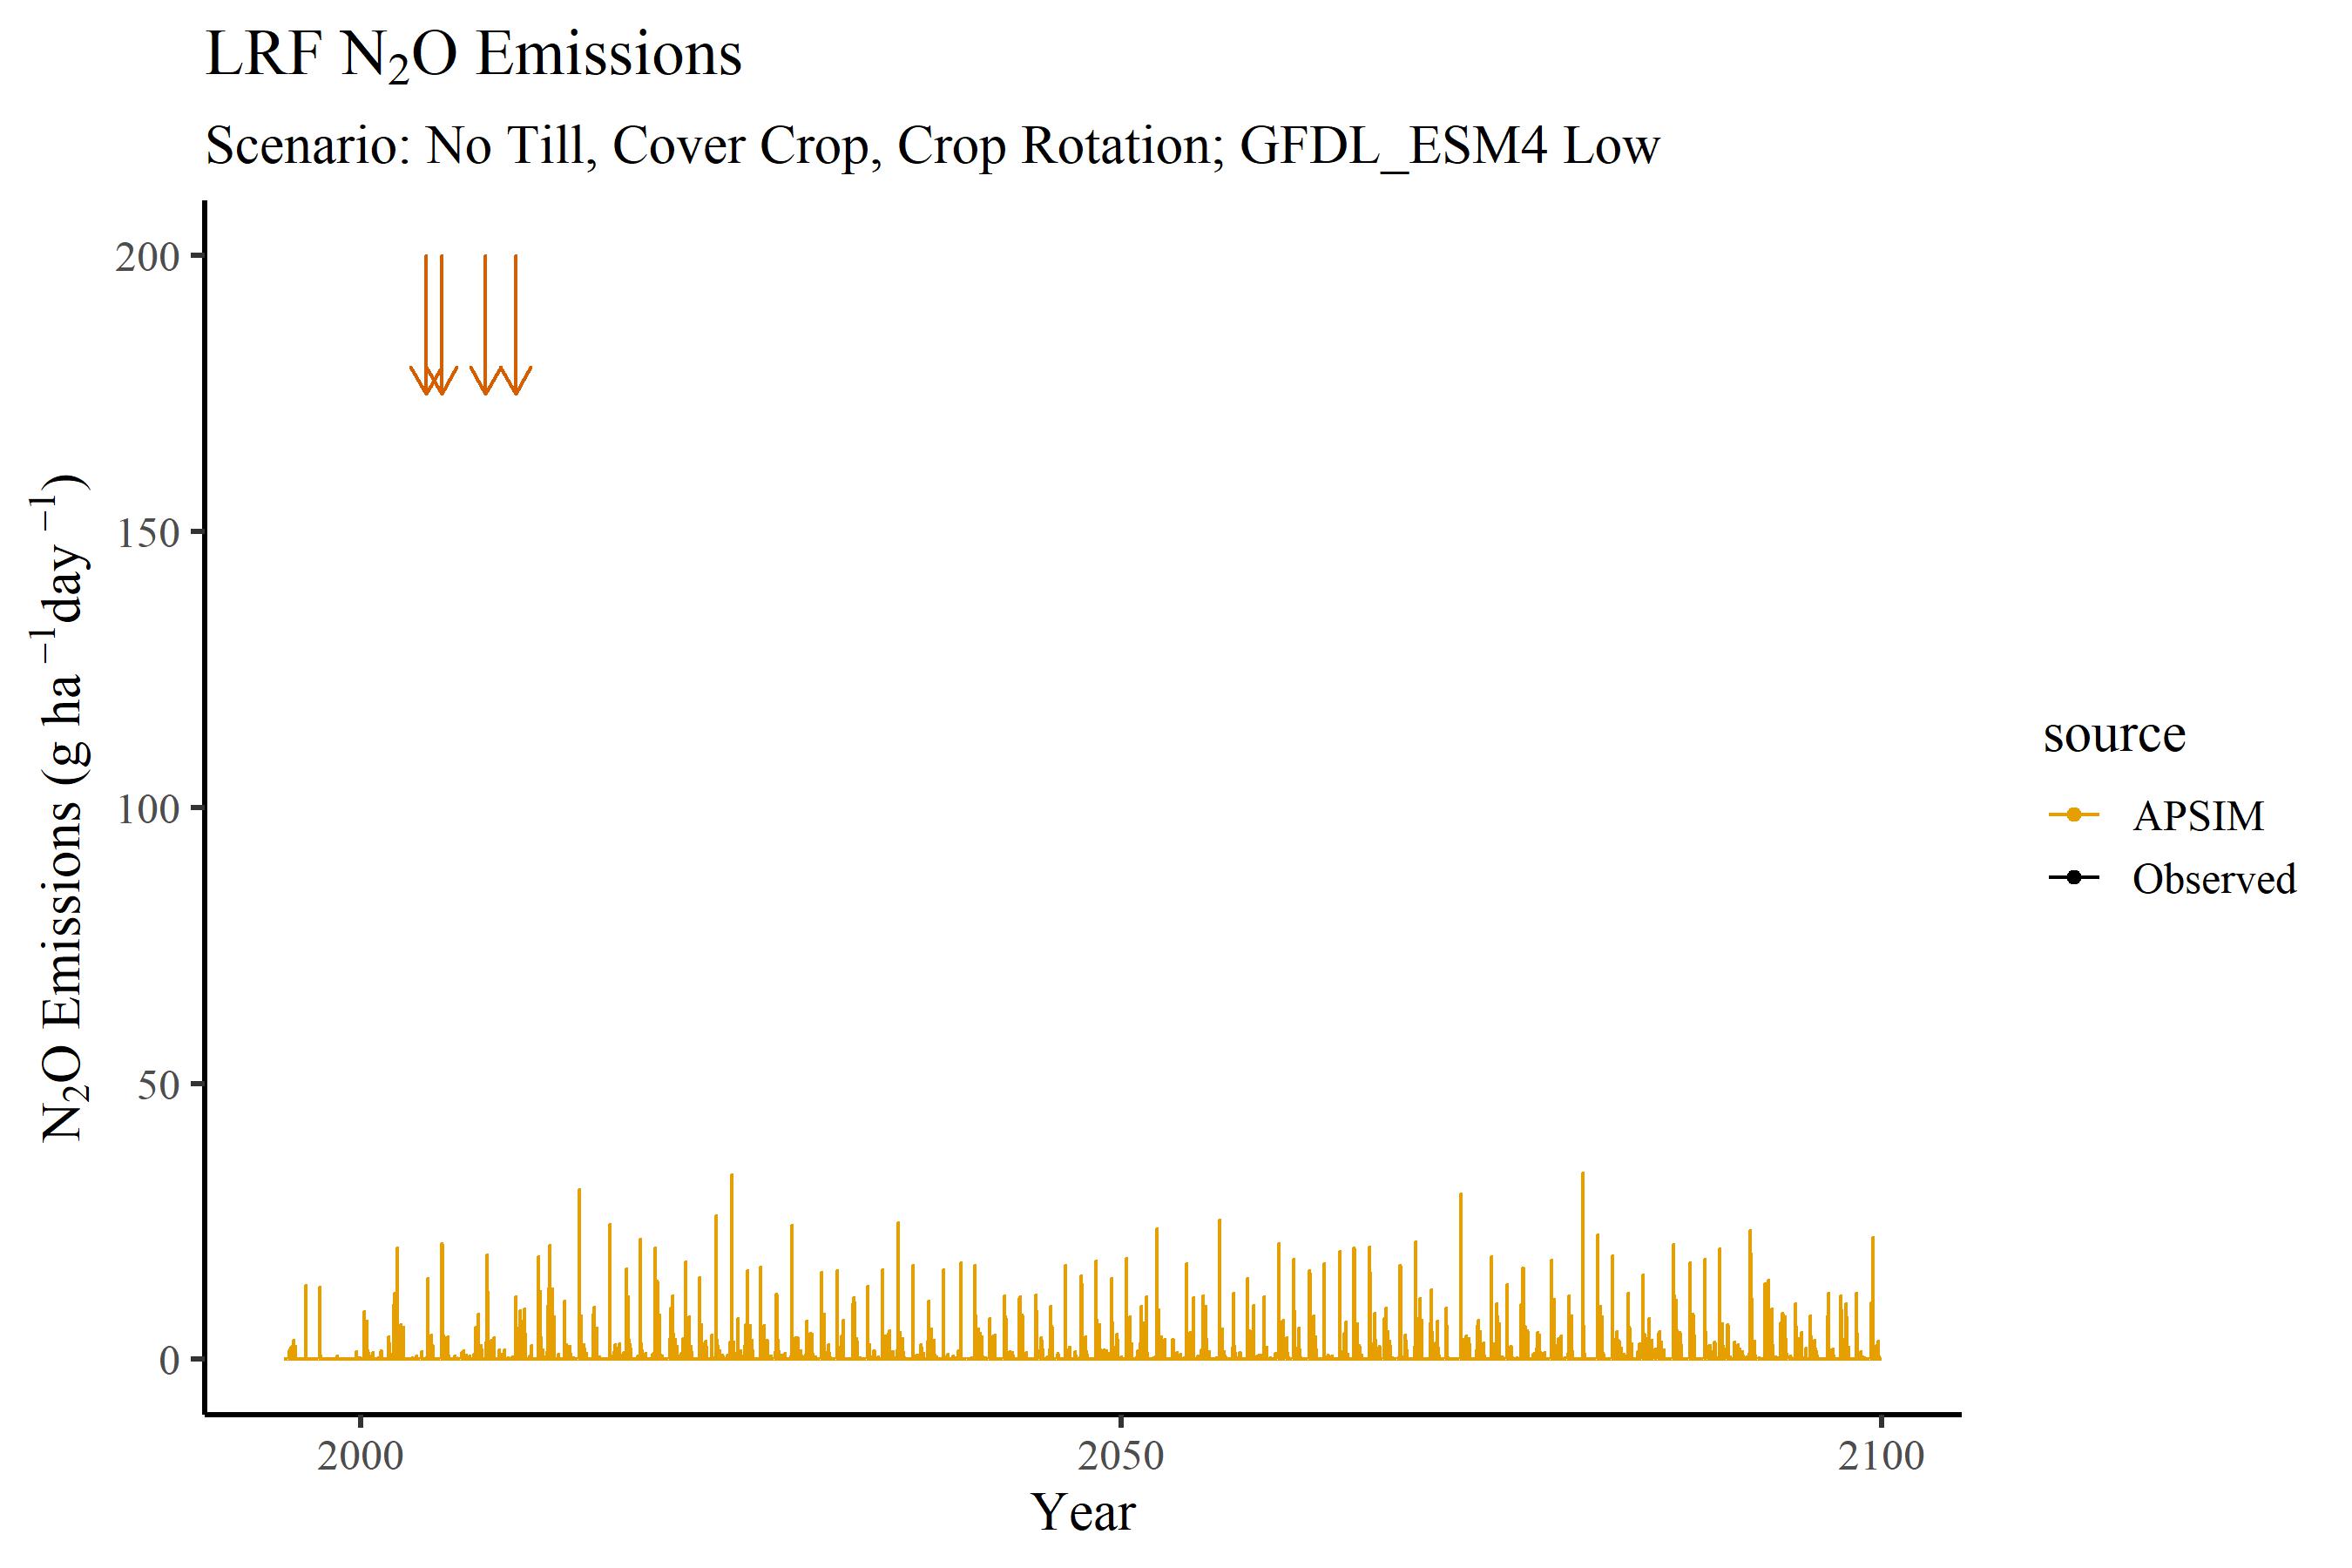 LRF N₂O Emissions
Scenario: No Till, Cover Crop, Crop Rotation; GFDL_ESM4 Low
N₂O Emissions (g ha ⁻¹day ⁻¹)
200
150
100
50
0
2000
2050
2100
Year
source
APSIM
Observed